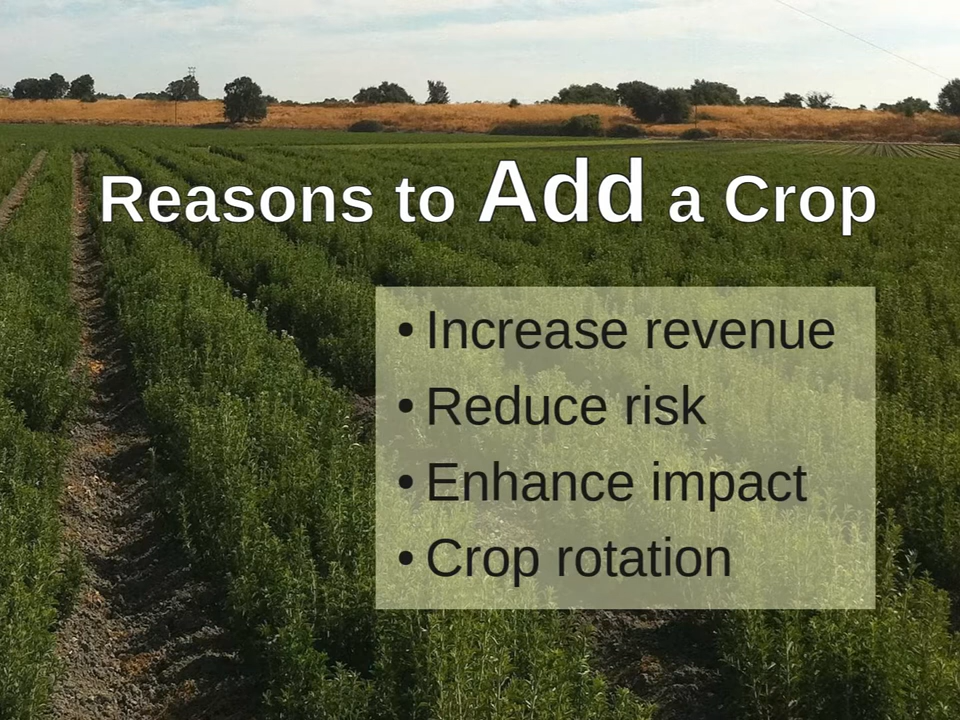 Reasons to Add a Crop
• Increase revenue
• Reduce risk
• Enhance impact
• Crop rotation